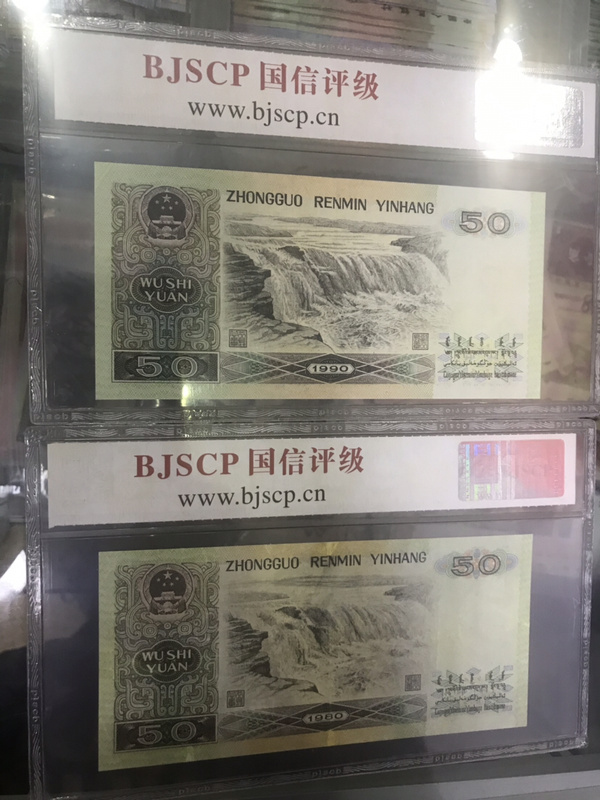 BJSCP 国信评级
www.bjscp.cn
ZHONGGUO RENMIN YINHANG
50
WU SHI
YUAN
50
1990
BJSCP 国信评级
www.bjscp.cn
ZHONGGUO RENMIN YINHANG
50
WU SHI
YUAN
50
1980